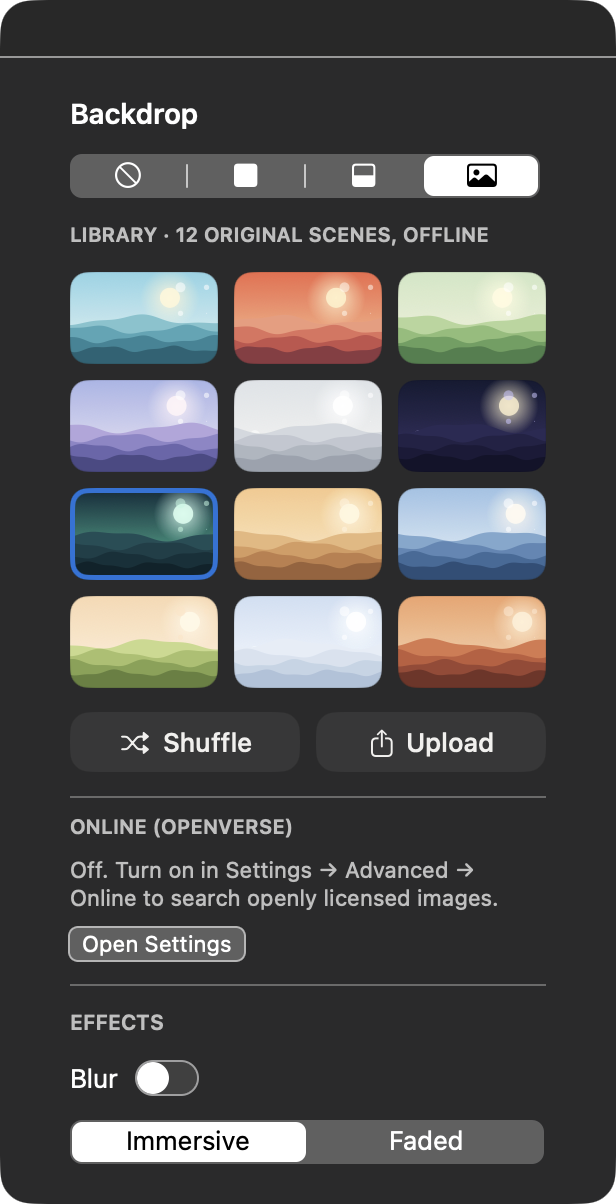 Backdrop
LIBRARY · 12 ORIGINAL SCENES, OFFLINE
Shuffle
Upload
ONLINE (OPENVERSE)
Off. Turn on in Settings → Advanced →
Online to search openly licensed images.
Open Settings
EFFECTS
Blur
Immersive
Faded